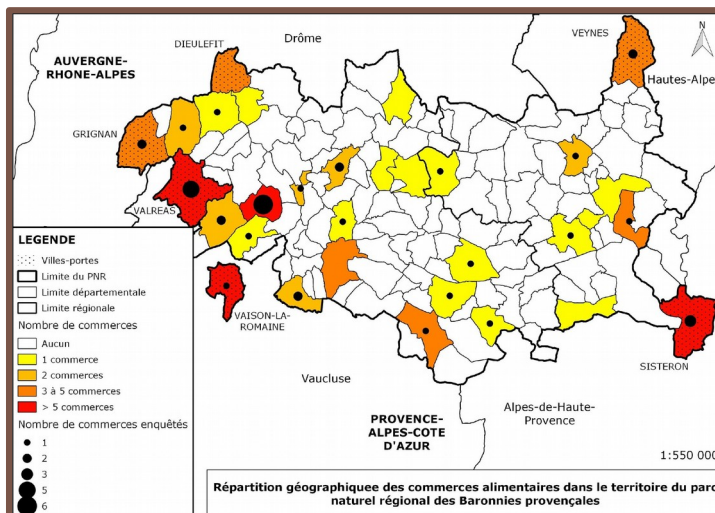 DIEULEFIT
Drôme
VEYNES
N
AUVERGNE-
RHONE-ALPES
Hautes-Alpe
GRIGNAN
VALREAS
LEGENDE
Villes-portes
Limite du PNR
Limite départementale
Limite régionale
Nombre de commerces
Aucun
1 commerce
2 commerces
3 à 5 commerces
> 5 commerces
Nombre de commerces enquêtés
1
2
3
5
6
VAISON-LA-
ROMAINE
SISTERON
Vaucluse
PROVENCE-
ALPES-COTE
D'AZUR
Alpes-de-Haute-
Provence
1:550 000
Répartition géographiquee des commerces alimentaires dans le territoire du parc
naturel régional des Baronnies provençales